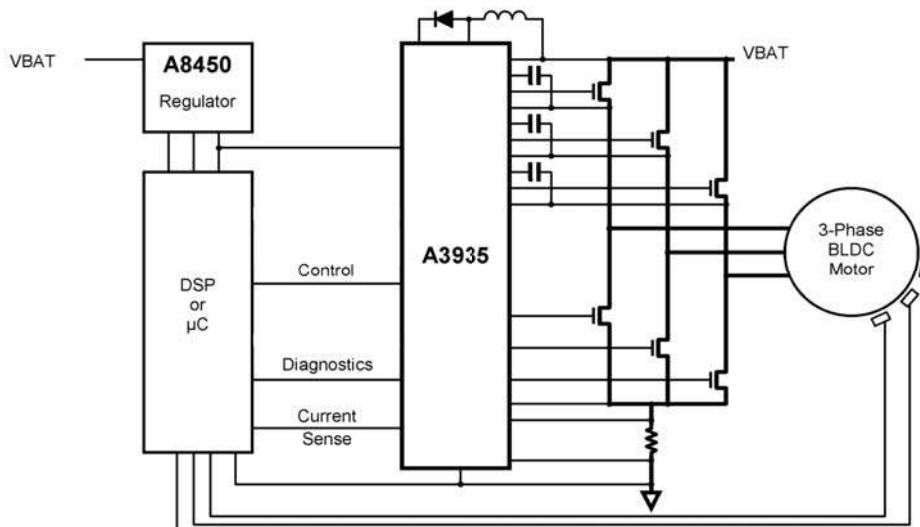 VBAT
A8450
Regulator
VBAT
A3935
3-Phase
BLDC
Motor
Control
DSP
or
µC
Diagnostics
Current
Sense